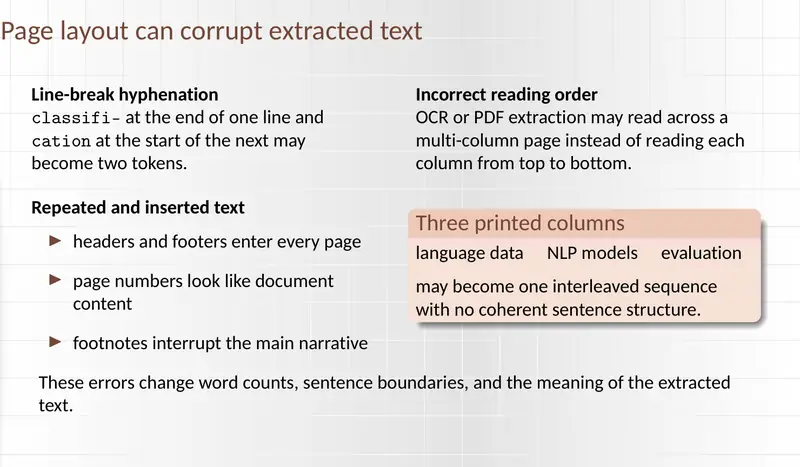 Page layout can corrupt extracted text
Line-break hyphenation
classifi- at the end of one line and
cation at the start of the next may
become two tokens.
Repeated and inserted text
headers and footers enter every page
page numbers look like document
content
footnotes interrupt the main narrative
Incorrect reading order
OCR or PDF extraction may read across a
multi-column page instead of reading each
column from top to bottom.
Three printed columns
language data NLP models evaluation
may become one interleaved sequence
with no coherent sentence structure.
These errors change word counts, sentence boundaries, and the meaning of the extracted
text.